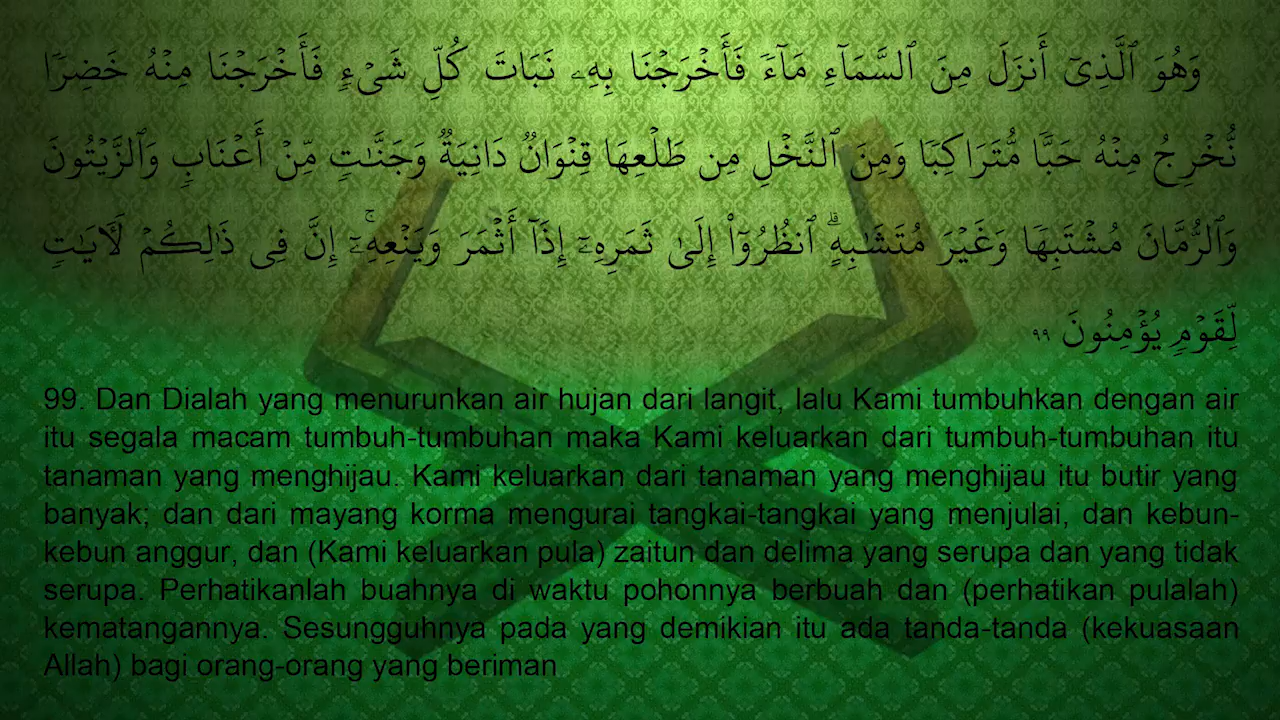 وَهُوَ ٱلَّذِىٓ أَنزَلَ مِنَ ٱلسَّمَآءِ مَآءً فَأَخْرَجْنَا بِهِۦ نَبَاتَ كُلِّ شَىْءٍ فَأَخْرَجْنَا مِنْهُ خَضِرًا
نُّخْرِجُ مِنْهُ حَبًّا مُّتَرَاكِبًا وَمِنَ ٱلنَّخْلِ مِن طَلْعِهَا قِنْوَانٌ دَانِيَةٌ وَجَنَّٰتٍ مِّنْ أَعْنَابٍ وَٱلزَّيْتُونَ
وَٱلرُّمَّانَ مُشْتَبِهًا وَغَيْرَ مُتَشَٰبِهٍ ۗ ٱنظُرُوٓا۟ إِلَىٰ ثَمَرِهِۦٓ إِذَآ أَثْمَرَ وَيَنْعِهِۦٓ ۚ إِنَّ فِى ذَٰلِكُمْ لَءَايَٰتٍ
لِّقَوْمٍ يُؤْمِنُونَ ٩٩
99. Dan Dialah yang menurunkan air hujan dari langit, lalu Kami tumbuhkan dengan air
itu segala macam tumbuh-tumbuhan maka Kami keluarkan dari tumbuh-tumbuhan itu
tanaman yang menghijau. Kami keluarkan dari tanaman yang menghijau itu butir yang
banyak; dan dari mayang korma mengurai tangkai-tangkai yang menjulai, dan kebun-
kebun anggur, dan (Kami keluarkan pula) zaitun dan delima yang serupa dan yang tidak
serupa. Perhatikanlah buahnya di waktu pohonnya berbuah dan (perhatikan pulalah)
kematangannya. Sesungguhnya pada yang demikian itu ada tanda-tanda (kekuasaan
Allah) bagi orang-orang yang beriman